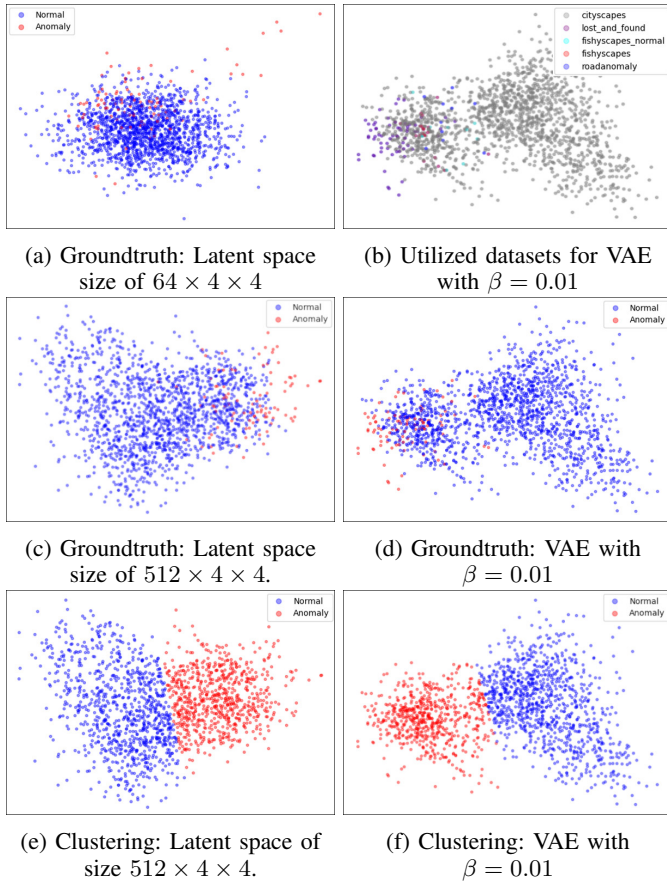 Normal
Anomaly
cityscapes
lost_and_found
fishyscapes_normal
fishyscapes
roadanomaly
(a) Groundtruth: Latent space
size of 64 × 4 × 4
(b) Utilized datasets for VAE
with β = 0.01
Normal
Anomaly
Normal
Anomaly
(c) Groundtruth: Latent space
size of 512 × 4 × 4.
(d) Groundtruth: VAE with
β = 0.01
Normal
Anomaly
Normal
Anomaly
(e) Clustering: Latent space of
size 512 × 4 × 4.
(f) Clustering: VAE with
β = 0.01